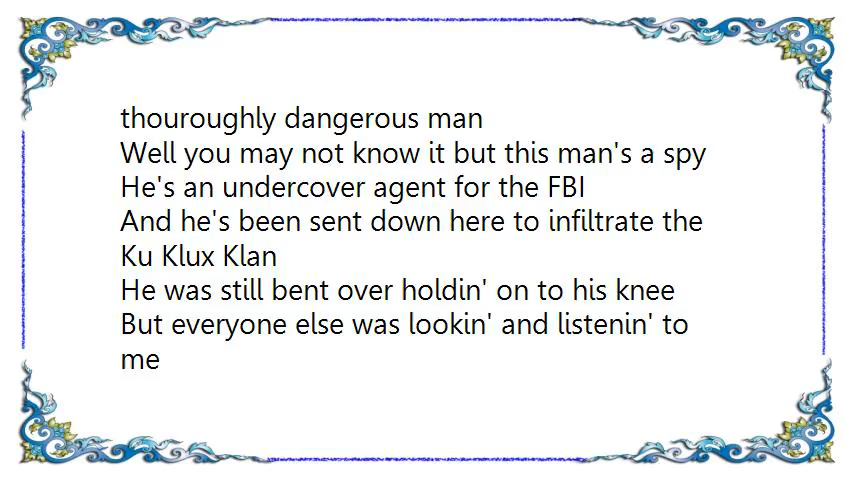 thouroughly dangerous man
Well you may not know it but this man's a spy
He's an undercover agent for the FBI
And he's been sent down here to infiltrate the
Ku Klux Klan
He was still bent over holdin' on to his knee
But everyone else was lookin' and listenin' to
me